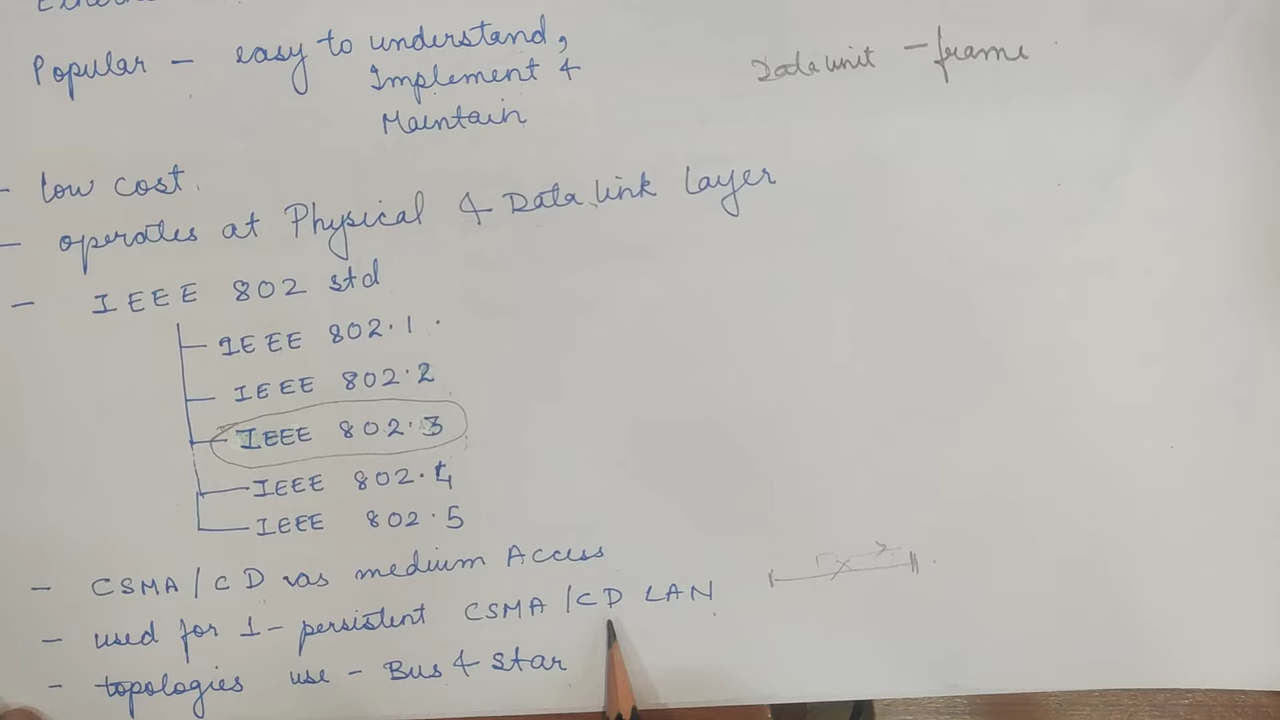 Popular - easy to understand,
Implement &
Maintain
Data unit - frame
- low cost.
- operates at Physical & Data link Layer
- IEEE 802 std
IEEE 802.1
IEEE 802.2
IEEE 802.3
IEEE 802.4
IEEE 802.5
- CSMA/CD as medium Access
- used for 1-persistent CSMA/CD LAN
- topologies use - Bus & Star